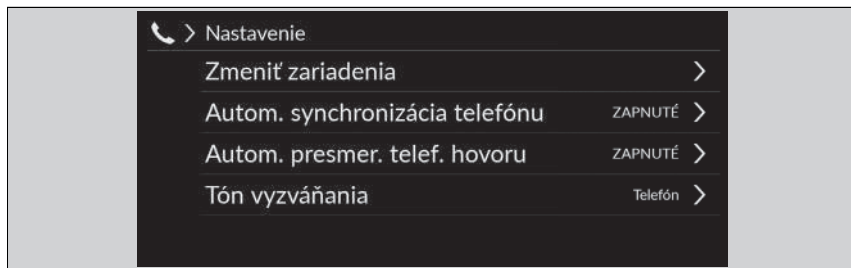 Nastavenie
Zmeniť zariadenia
Autom. synchronizácia telefónu ZAPNUTÉ
Autom. presmer. telef. hovoru ZAPNUTÉ
Tón vyzváňania Telefón